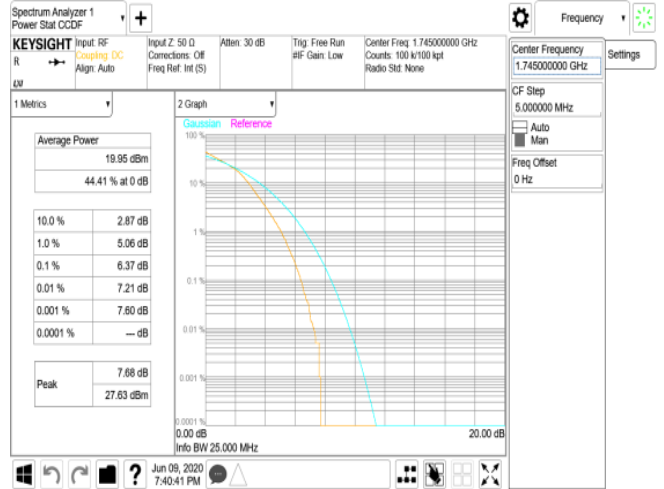 Spectrum Analyzer 1
Power Stat CCDF
Frequency
KEYSIGHT
R
Input: RF
Coupling: DC
Align: Auto
Input Z: 50 Ω
Corrections: Off
Freq Ref: Int (S)
Atten: 30 dB
Trig: Free Run
#IF Gain: Low
Center Freq: 1.745000000 GHz
Counts: 100 k/100 kpt
Radio Std: None
Center Frequency
1.745000000 GHz
Settings
CF Step
5.000000 MHz
Auto
Man
Freq Offset
0 Hz
1 Metrics
Average Power
19.95 dBm
44.41 % at 0 dB
10.0 % 2.87 dB
1.0 % 5.06 dB
0.1 % 6.37 dB
0.01 % 7.21 dB
0.001 % 7.60 dB
0.0001 % --- dB
Peak
7.68 dB
27.63 dBm
2 Graph
Gaussian Reference
100 %
10 %
1 %
0.1 %
0.01 %
0.001 %
0.0001 %
0.00 dB 20.00 dB
Info BW 25.000 MHz
Jun 09, 2020
7:40:41 PM